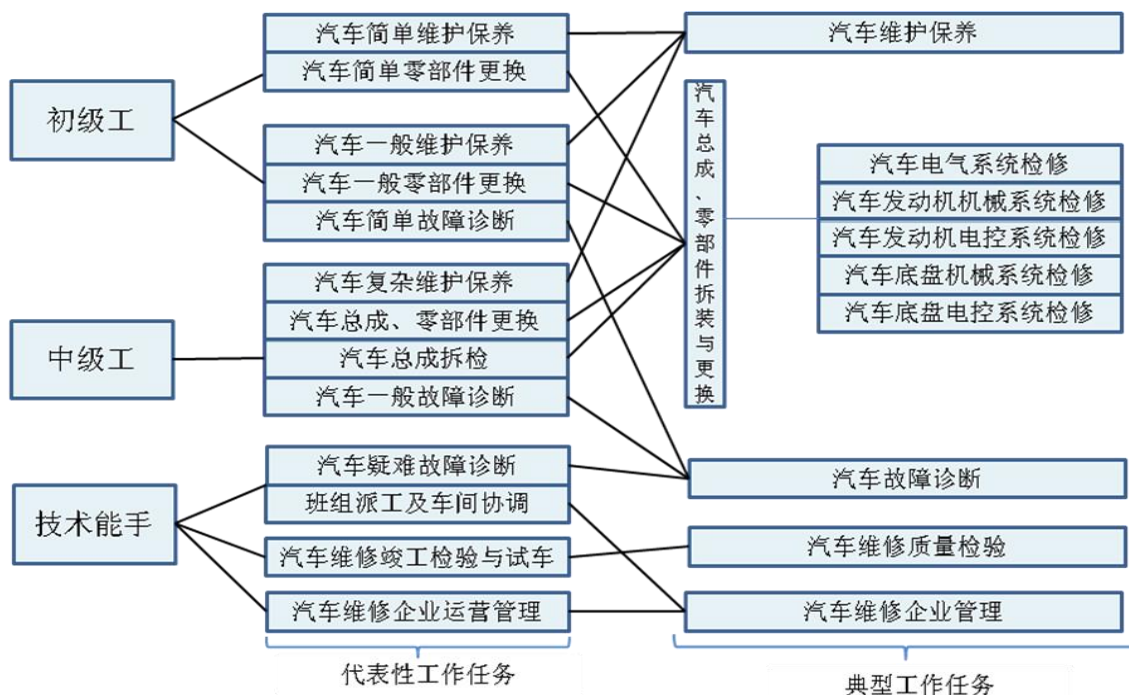 初级工
中级工
技术能手
汽车简单维护保养
汽车简单零部件更换
汽车一般维护保养
汽车一般零部件更换
汽车简单故障诊断
汽车复杂维护保养
汽车总成、零部件更换
汽车总成拆检
汽车一般故障诊断
汽车疑难故障诊断
班组派工及车间协调
汽车维修竣工检验与试车
汽车维修企业运营管理
代表性工作任务
汽车维护保养
汽车总成、零部件拆装与更换
汽车电气系统检修
汽车发动机机械系统检修
汽车发动机电控系统检修
汽车底盘机械系统检修
汽车底盘电控系统检修
汽车故障诊断
汽车维修质量检验
汽车维修企业管理
典型工作任务